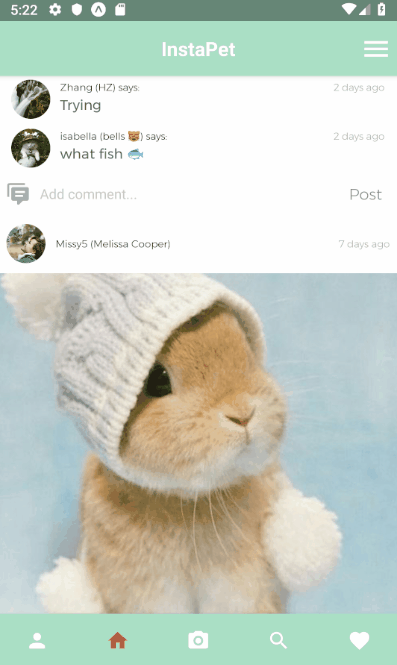 5:22
InstaPet
Zhang (HZ) says:
2 days ago
Trying
isabella (bells 🐻) says:
2 days ago
what fish 🐟
Add comment...
Post
Missy5 (Melissa Cooper)
7 days ago